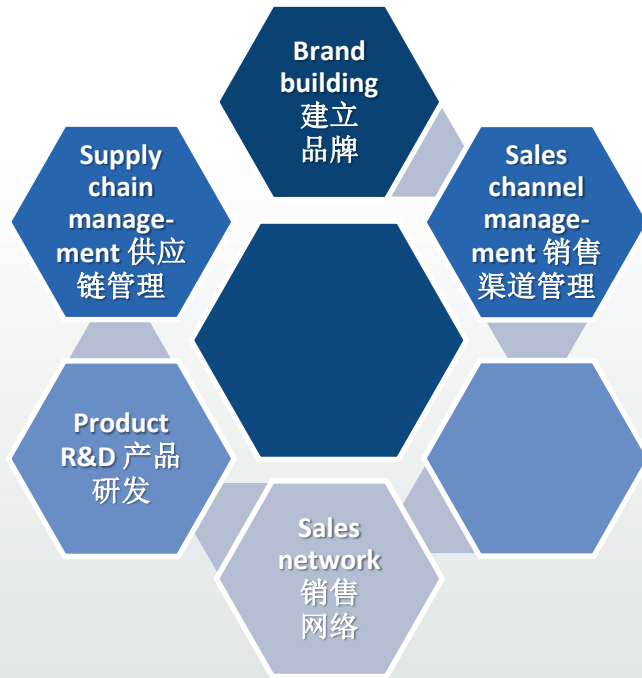 Brand
building
建立
品牌
Supply
chain
manage-
ment 供应
链管理
Sales
channel
manage-
ment 销售
渠道管理
Product
R&D 产品
研发
Sales
network
销售
网络